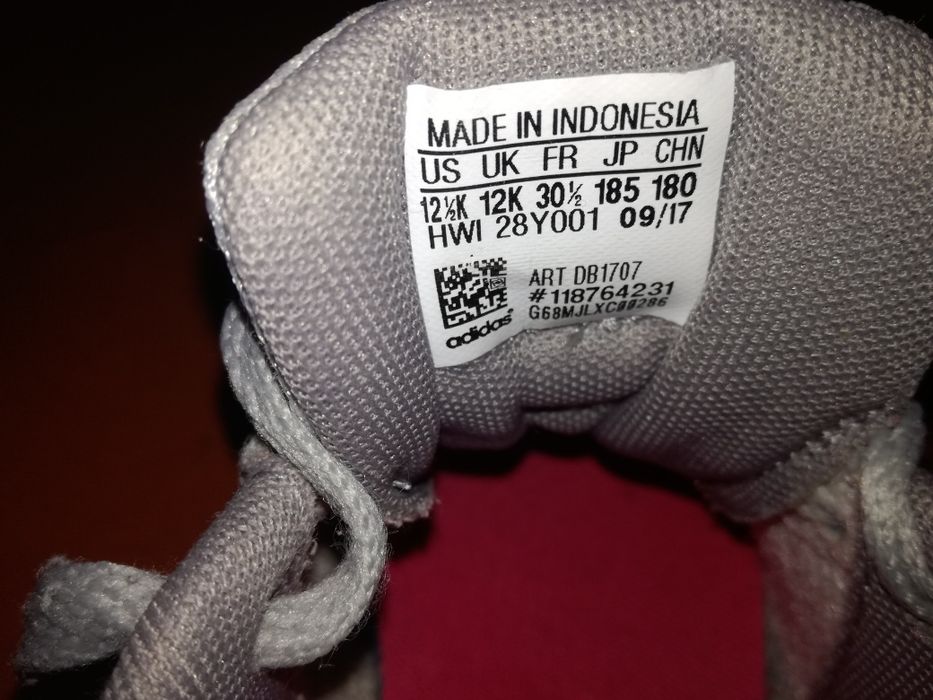 MADE IN INDONESIA
US UK FR JP CHN
12½K 12K 30½ 185 180
HWI 28Y001 09/17
ART DB1707
#118764231
G68MJLXC00286
adidas